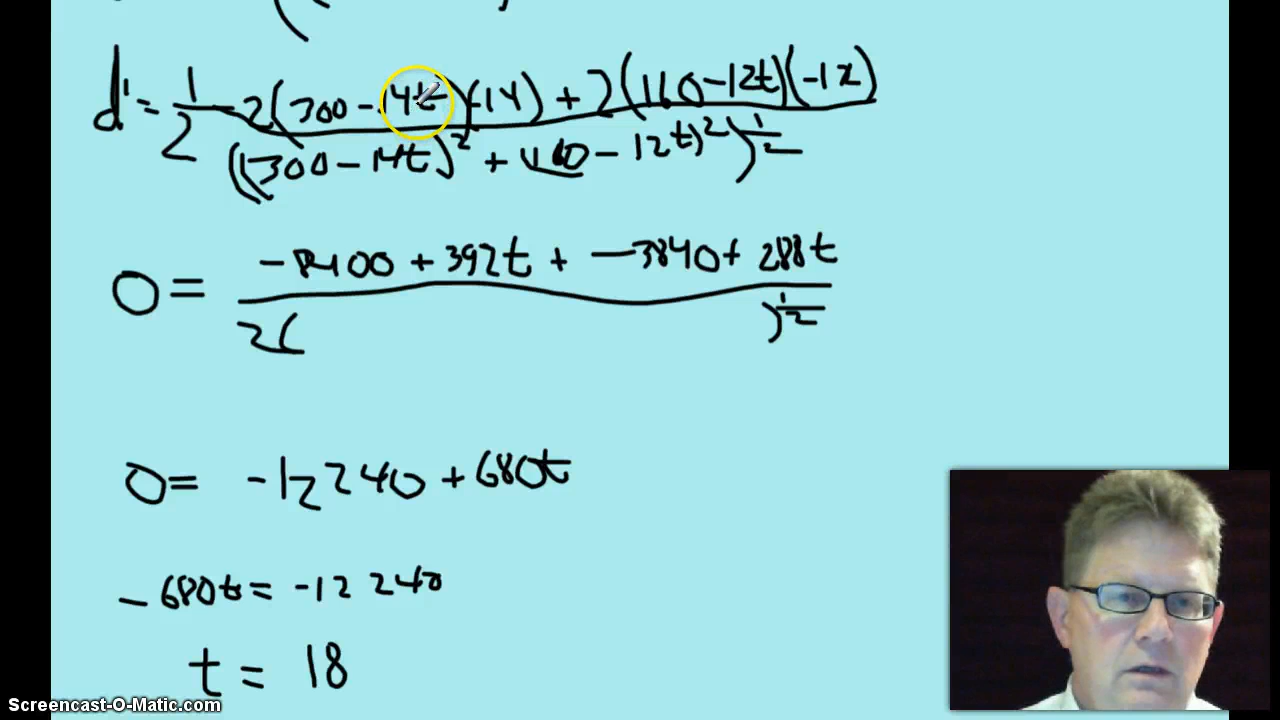 d' = 1/2 2(300 - 14t)(-14) + 2(160 - 12t)(-12)
((300 - 14t)² + (160 - 12t)²)^1/2
0 = -8400 + 392t + -3840 + 288t
2( )^1/2
0 = -12240 + 680t
-680t = -12240
t = 18
Screencast-O-Matic.com